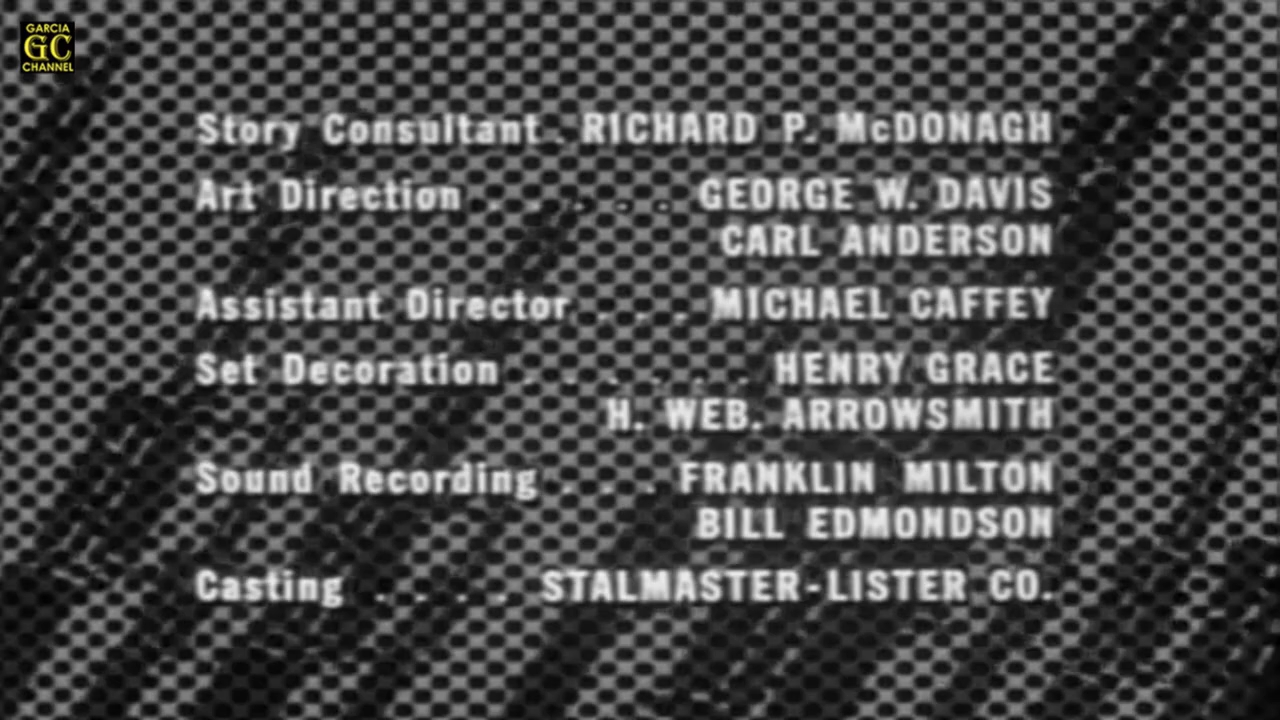 GARCIA
GC
CHANNEL
Story Consultant . RICHARD P. McDONAGH
Art Direction . . . . . GEORGE W. DAVIS
CARL ANDERSON
Assistant Director . . . MICHAEL CAFFEY
Set Decoration . . . . . . HENRY GRACE
H. WEB. ARROWSMITH
Sound Recording . . . FRANKLIN MILTON
BILL EDMONDSON
Casting . . . . STALMASTER-LISTER CO.